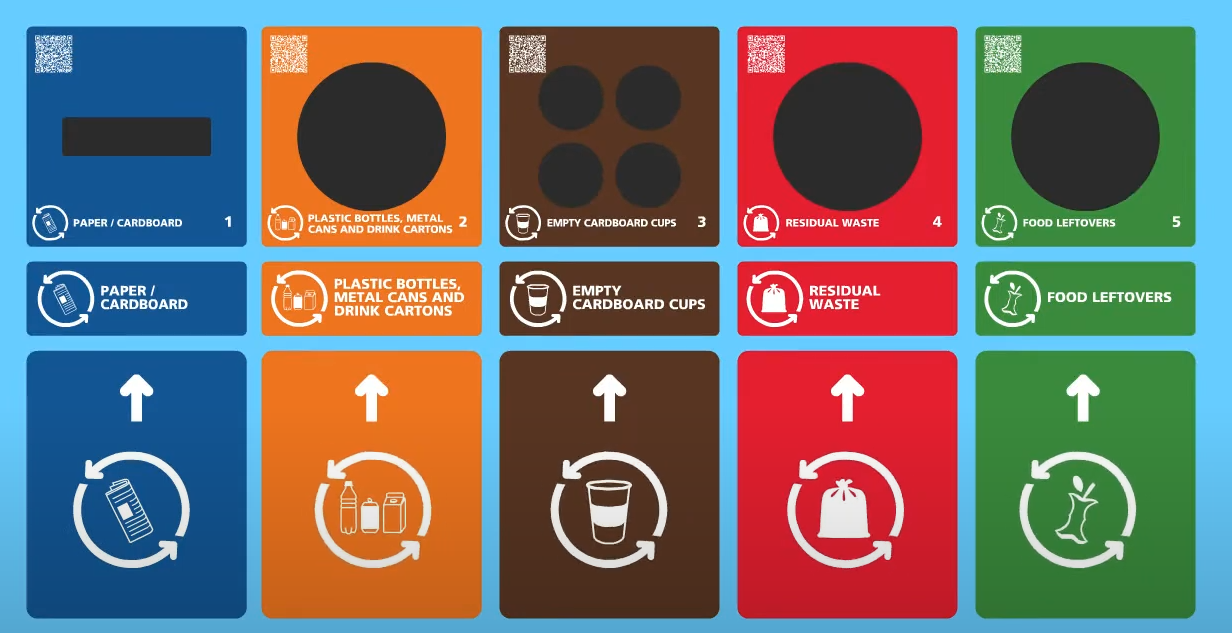 PAPER / CARDBOARD 1
PLASTIC BOTTLES, METAL
CANS AND DRINK CARTONS 2
EMPTY CARDBOARD CUPS 3
RESIDUAL WASTE 4
FOOD LEFTOVERS 5
PAPER /
CARDBOARD
PLASTIC BOTTLES,
METAL CANS AND
DRINK CARTONS
EMPTY
CARDBOARD CUPS
RESIDUAL
WASTE
FOOD LEFTOVERS